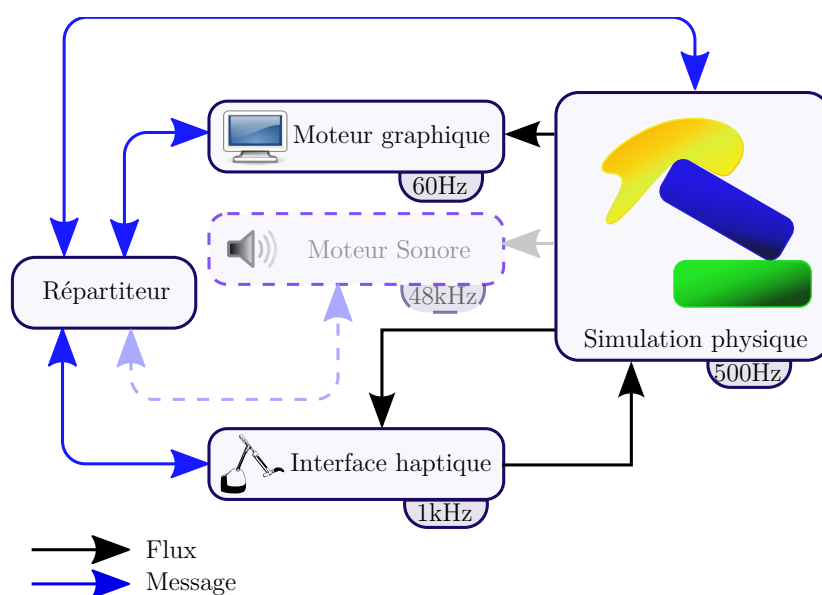 Moteur graphique
60Hz
Moteur Sonore
48kHz
Répartiteur
Simulation physique
500Hz
Interface haptique
1kHz
Flux
Message